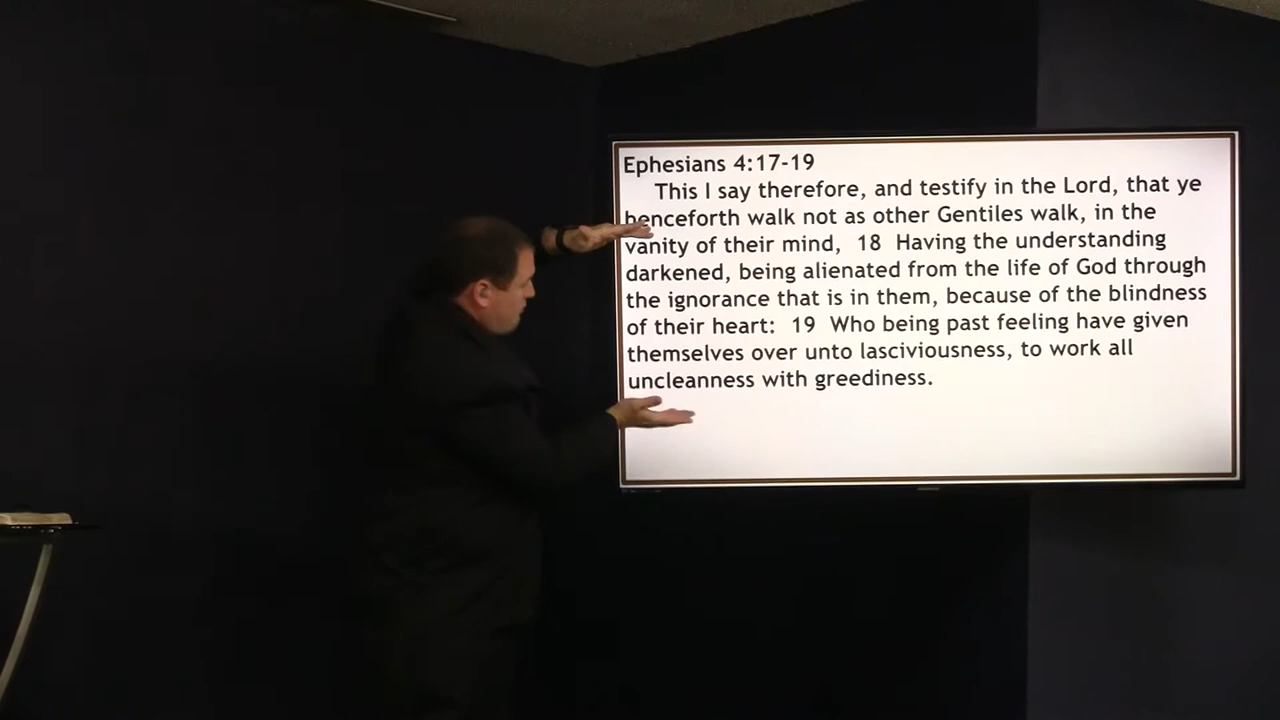 Ephesians 4:17-19
This I say therefore, and testify in the Lord, that ye
henceforth walk not as other Gentiles walk, in the
vanity of their mind, 18 Having the understanding
darkened, being alienated from the life of God through
the ignorance that is in them, because of the blindness
of their heart: 19 Who being past feeling have given
themselves over unto lasciviousness, to work all
uncleanness with greediness.